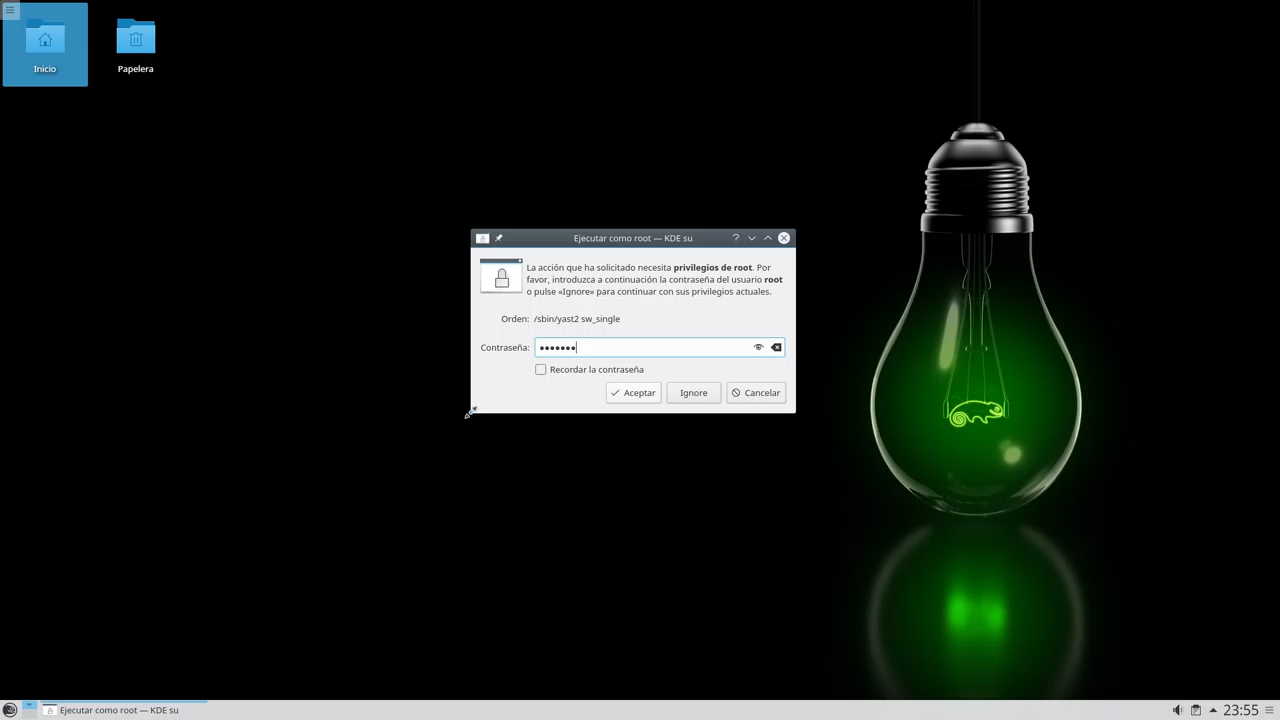 Inicio
Papelera
Ejecutar como root — KDE su
La acción que ha solicitado necesita privilegios de root. Por
favor, introduzca a continuación la contraseña del usuario root
o pulse «Ignore» para continuar con sus privilegios actuales.
Orden: /sbin/yast2 sw_single
Contraseña: •••••••
Recordar la contraseña
Aceptar
Ignore
Cancelar
Ejecutar como root — KDE su
23:55